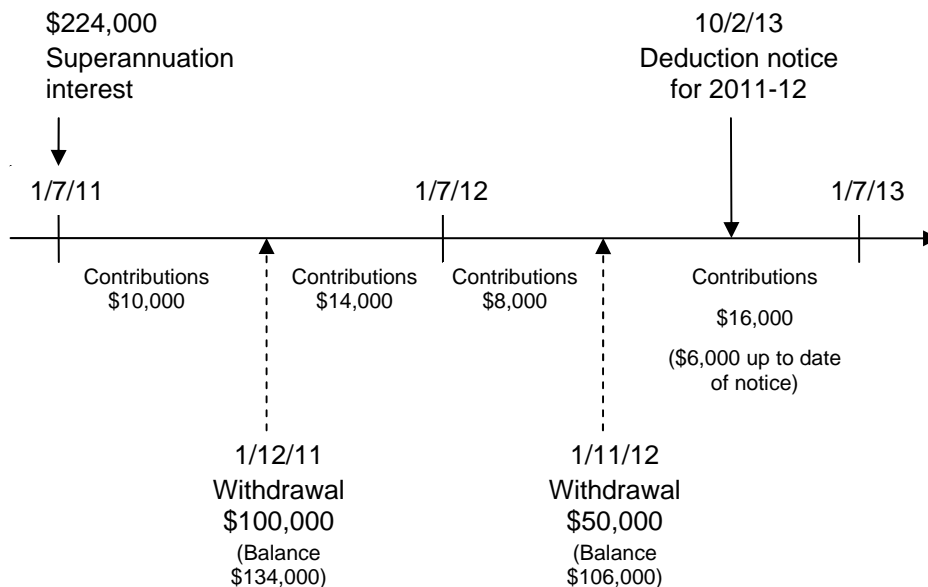 $224,000
Superannuation
interest
10/2/13
Deduction notice
for 2011-12
1/7/11
1/7/12
1/7/13
Contributions
$10,000
Contributions
$14,000
Contributions
$8,000
Contributions
$16,000
($6,000 up to date
of notice)
1/12/11
Withdrawal
$100,000
(Balance
$134,000)
1/11/12
Withdrawal
$50,000
(Balance
$106,000)